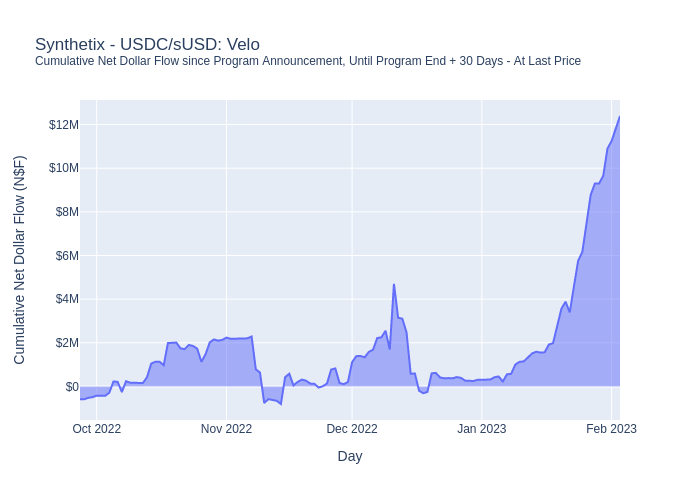 Synthetix - USDC/sUSD: Velo
Cumulative Net Dollar Flow since Program Announcement, Until Program End + 30 Days - At Last Price
Cumulative Net Dollar Flow (N$F)
$12M
$10M
$8M
$6M
$4M
$2M
$0
Oct 2022
Nov 2022
Dec 2022
Jan 2023
Feb 2023
Day